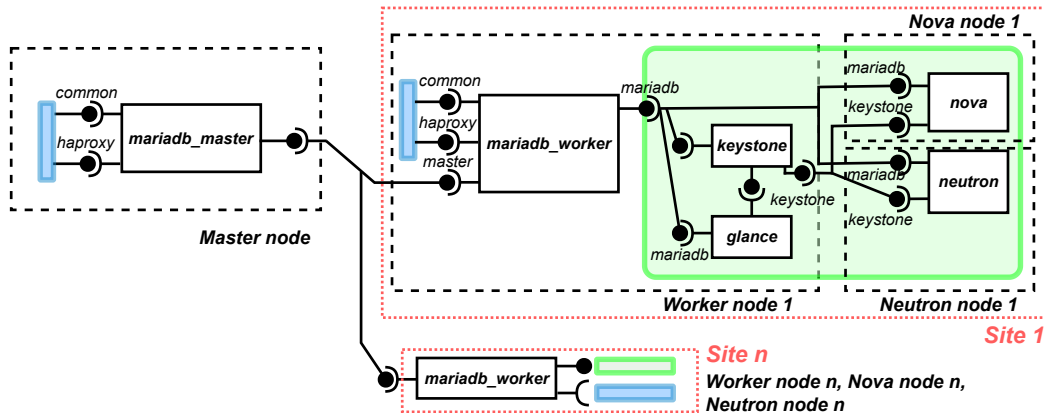 common
haproxy
mariadb_master
Master node
Nova node 1
common
haproxy
master
mariadb_worker
mariadb
keystone
glance
mariadb
keystone
mariadb
keystone
nova
mariadb
keystone
neutron
Worker node 1
Neutron node 1
Site 1
mariadb_worker
Site n
Worker node n, Nova node n,
Neutron node n